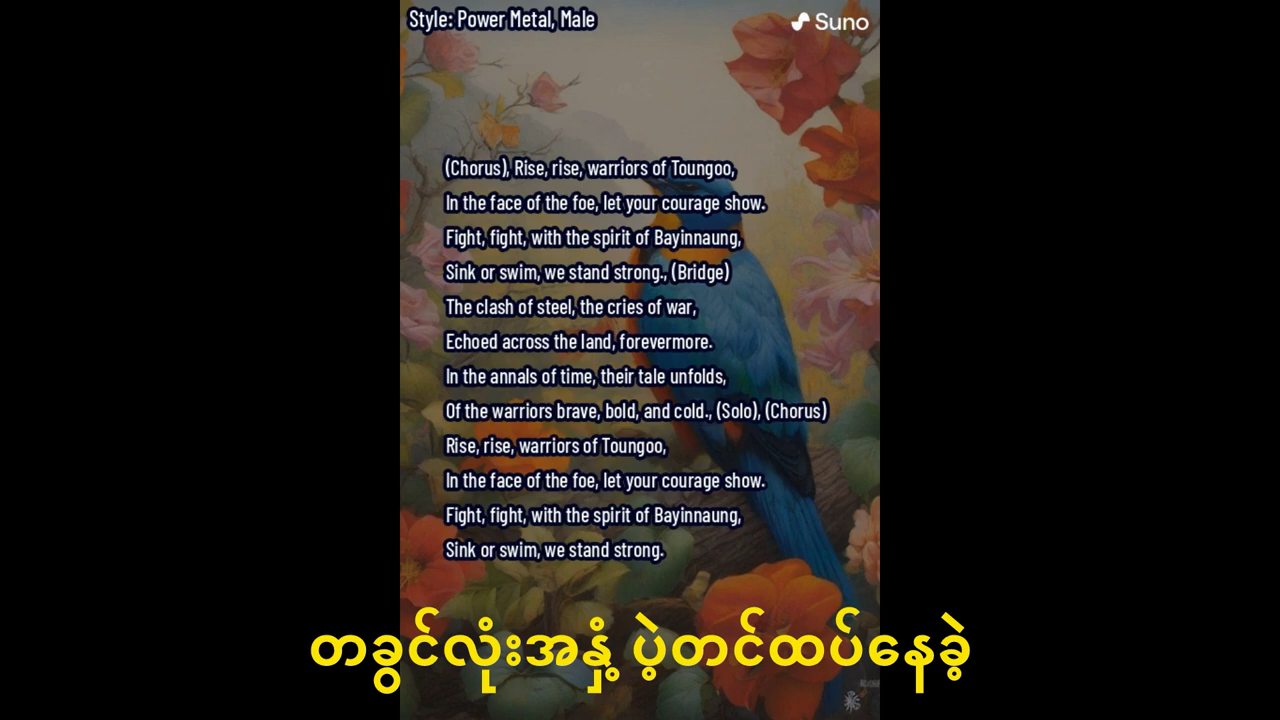 Style: Power Metal, Male
Suno
(Chorus), Rise, rise, warriors of Toungoo,
In the face of the foe, let your courage show.
Fight, fight, with the spirit of Bayinnaung,
Sink or swim, we stand strong., (Bridge)
The clash of steel, the cries of war,
Echoed across the land, forevermore.
In the annals of time, their tale unfolds,
Of the warriors brave, bold, and cold., (Solo), (Chorus)
Rise, rise, warriors of Toungoo,
In the face of the foe, let your courage show.
Fight, fight, with the spirit of Bayinnaung,
Sink or swim, we stand strong.
တခွင်လုံးအနှံ့ ပဲ့တင်ထပ်နေခဲ့